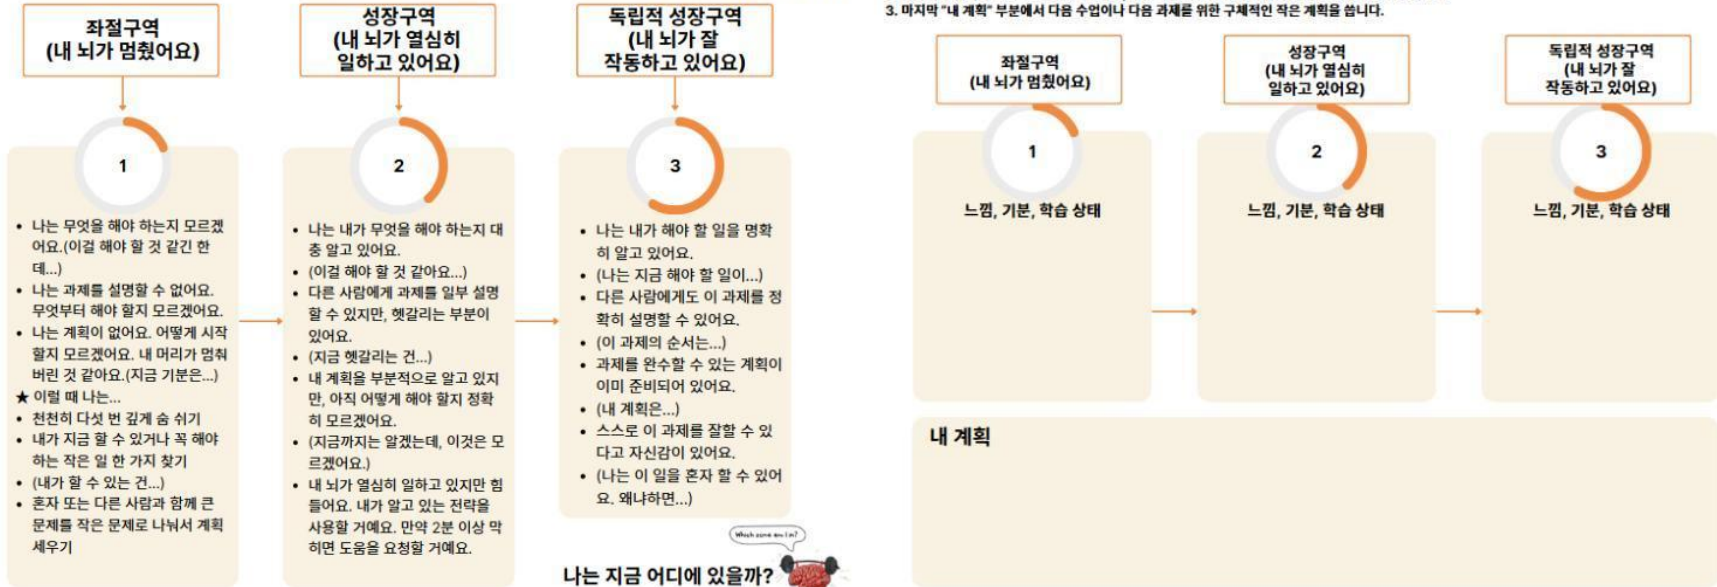 좌절구역
(내 뇌가 멈췄어요)
1
나는 무엇을 해야 하는지 모르겠
어요.(이걸 해야 할 것 같긴 한
데...)
나는 과제를 설명할 수 없어요.
무엇부터 해야 할지 모르겠어요.
나는 계획이 없어요. 어떻게 시작
할지 모르겠어요. 내 머리가 멈춰
버린 것 같아요.(지금 기분은...)
★ 이럴 때 나는...
천천히 다섯 번 깊게 숨 쉬기
내가 지금 할 수 있거나 꼭 해야
하는 작은 일 한 가지 찾기
(내가 할 수 있는 건...)
혼자 또는 다른 사람과 함께 큰
문제를 작은 문제로 나눠서 계획
세우기
성장구역
(내 뇌가 열심히
일하고 있어요)
2
나는 내가 무엇을 해야 하는지 대
충 알고 있어요.
(이걸 해야 할 것 같아요...)
다른 사람에게 과제를 일부 설명
할 수 있지만, 헷갈리는 부분이
있어요.
(지금 헷갈리는 건...)
내 계획을 부분적으로 알고 있지
만, 아직 어떻게 해야 할지 정확
히 모르겠어요.
(지금까지는 알겠는데, 이것은 모
르겠어요.)
내 뇌가 열심히 일하고 있지만 힘
들어요. 내가 알고 있는 전략을
사용할 거예요. 만약 2분 이상 막
히면 도움을 요청할 거예요.
독립적 성장구역
(내 뇌가 잘
작동하고 있어요)
3
나는 내가 해야 할 일을 명확
히 알고 있어요.
(나는 지금 해야 할 일이...)
다른 사람에게도 이 과제를 정
확히 설명할 수 있어요.
(이 과제의 순서는...)
과제를 완수할 수 있는 계획이
이미 준비되어 있어요.
(내 계획은...)
스스로 이 과제를 잘할 수 있
다고 자신감이 있어요.
(나는 이 일을 혼자 할 수 있어
요. 왜냐하면...)
Which zone am I in?
나는 지금 어디에 있을까?
3. 마지막 "내 계획" 부분에서 다음 수업이나 다음 과제를 위한 구체적인 작은 계획을 씁니다.
좌절구역
(내 뇌가 멈췄어요)
1
느낌, 기분, 학습 상태
성장구역
(내 뇌가 열심히
일하고 있어요)
2
느낌, 기분, 학습 상태
독립적 성장구역
(내 뇌가 잘
작동하고 있어요)
3
느낌, 기분, 학습 상태
내 계획